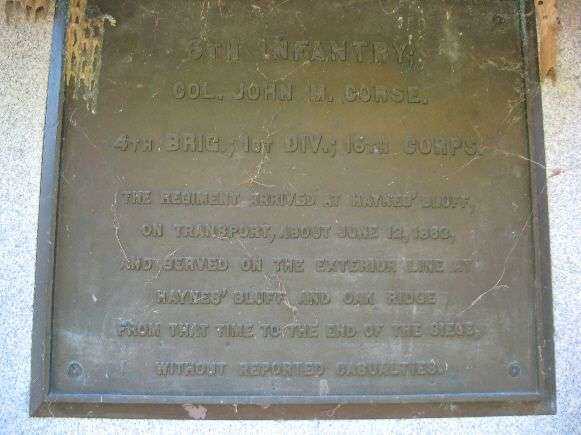 6TH INFANTRY;
COL. JOHN M. CORSE.
4TH BRIG.; 1ST DIV.; 16TH CORPS.
THE REGIMENT ARRIVED AT HAYNES' BLUFF,
ON TRANSPORT, ABOUT JUNE 12, 1863,
AND SERVED ON THE EXTERIOR LINE AT
HAYNES' BLUFF AND OAK RIDGE
FROM THAT TIME TO THE END OF THE SIEGE,
WITHOUT REPORTED CASUALTIES.